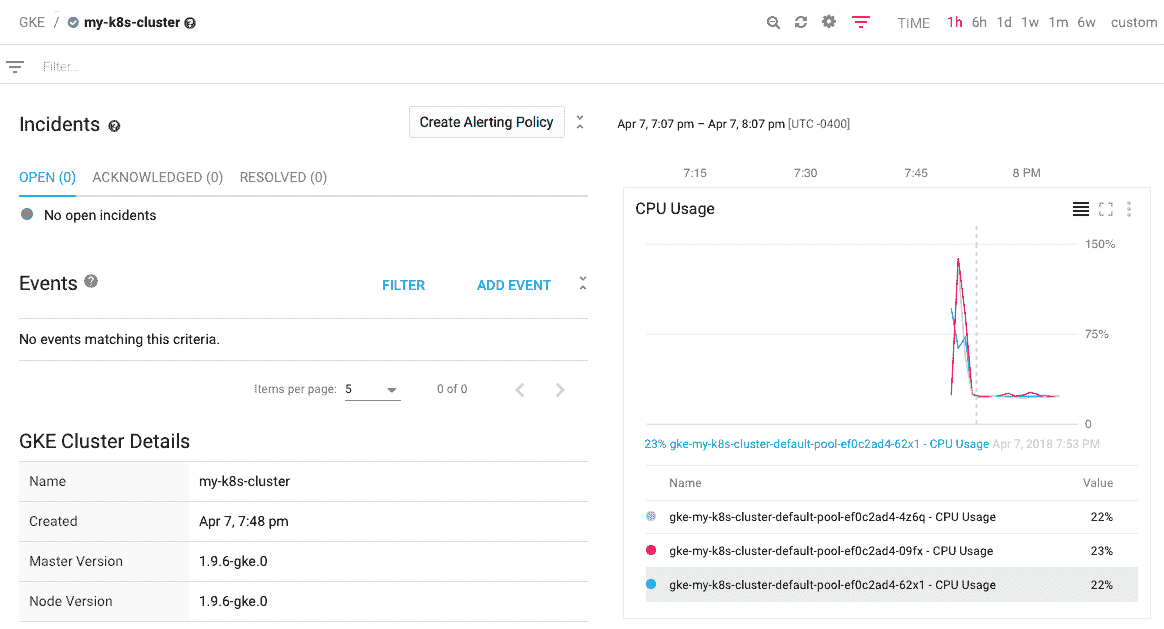 GKE / my-k8s-cluster
TIME 1h 6h 1d 1w 1m 6w custom
Filter...
Incidents
Create Alerting Policy
OPEN (0) ACKNOWLEDGED (0) RESOLVED (0)
No open incidents
Events
FILTER ADD EVENT
No events matching this criteria.
Items per page: 5 0 of 0
GKE Cluster Details
Name my-k8s-cluster
Created Apr 7, 7:48 pm
Master Version 1.9.6-gke.0
Node Version 1.9.6-gke.0
Apr 7, 7:07 pm – Apr 7, 8:07 pm [UTC -0400]
7:15 7:30 7:45 8 PM
CPU Usage
150%
75%
0
23% gke-my-k8s-cluster-default-pool-ef0c2ad4-62x1 - CPU Usage Apr 7, 2018 7:53 PM
Name Value
gke-my-k8s-cluster-default-pool-ef0c2ad4-4z6q - CPU Usage 22%
gke-my-k8s-cluster-default-pool-ef0c2ad4-09fx - CPU Usage 23%
gke-my-k8s-cluster-default-pool-ef0c2ad4-62x1 - CPU Usage 22%